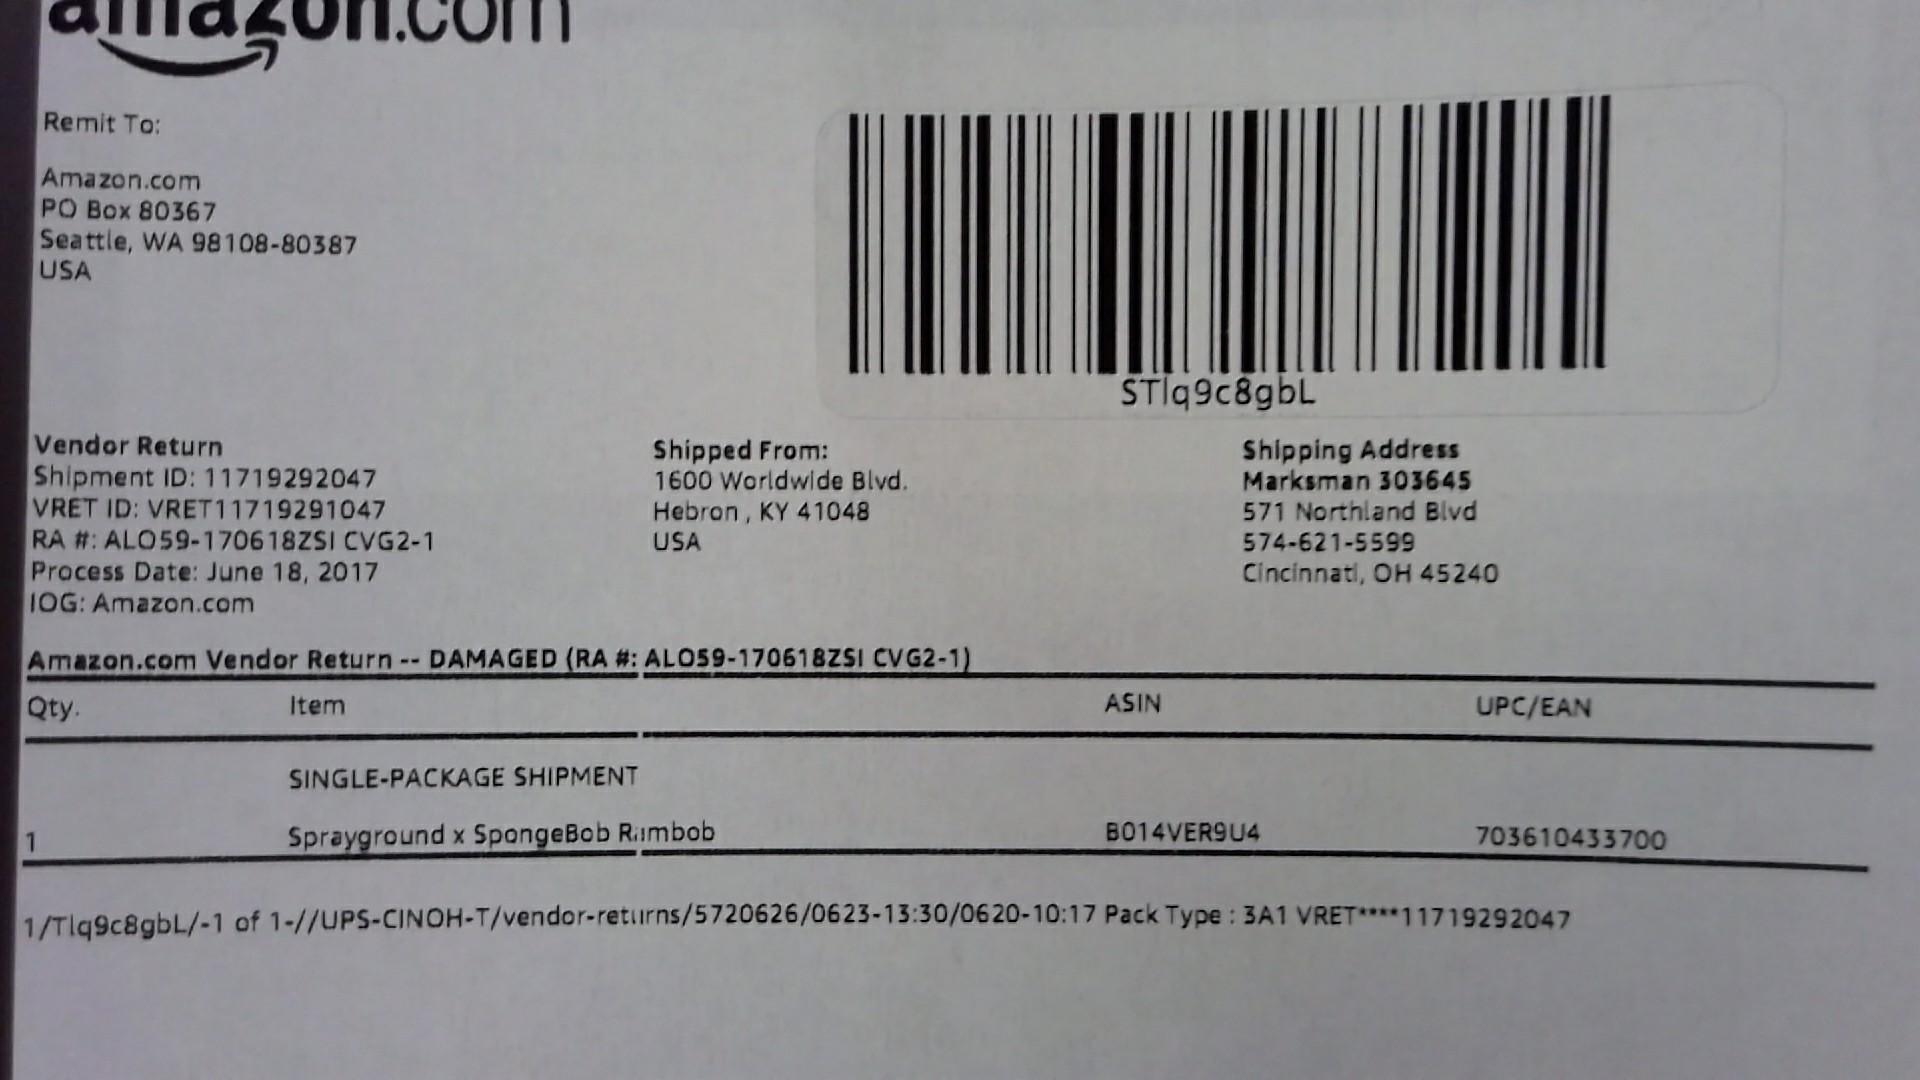 amazon.com
Remit To:
Amazon.com
PO Box 80367
Seattle, WA 98108-80387
USA
STlq9c8gbL
Vendor Return
Shipment ID: 11719292047
VRET ID: VRET11719291047
RA #: ALO59-170618ZSI CVG2-1
Process Date: June 18, 2017
IOG: Amazon.com
Shipped From:
1600 Worldwide Blvd.
Hebron , KY 41048
USA
Shipping Address
Marksman 303645
571 Northland Blvd
574-621-5599
Cincinnati, OH 45240
Amazon.com Vendor Return -- DAMAGED (RA #: ALO59-170618ZSI CVG2-1)
Qty. Item ASIN UPC/EAN
SINGLE-PACKAGE SHIPMENT
1 Sprayground x SpongeBob Rambob B014VER9U4 703610433700
1/Tlq9c8gbL/-1 of 1-//UPS-CINOH-T/vendor-returns/5720626/0623-13:30/0620-10:17 Pack Type : 3A1 VRET****11719292047